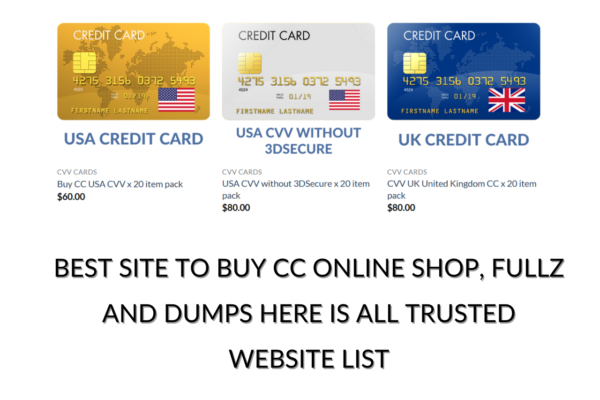 CREDIT CARD
4275 3156 0372 5493
01/19
FIRSTNAME LASTNAME
USA CREDIT CARD
CVV CARDS
Buy CC USA CVV x 20 item pack
$60.00
CREDIT CARD
4275 3156 0372 5493
01/19
FIRSTNAME LASTNAME
USA CVV WITHOUT
3DSECURE
CVV CARDS
USA CVV without 3DSecure x 20 item
pack
$80.00
CREDIT CARD
4275 3156 0372 5493
01/19
FIRSTNAME LASTNAME
UK CREDIT CARD
CVV CARDS
CVV UK United Kingdom CC x 20 item
pack
$80.00
BEST SITE TO BUY CC ONLINE SHOP, FULLZ
AND DUMPS HERE IS ALL TRUSTED
WEBSITE LIST